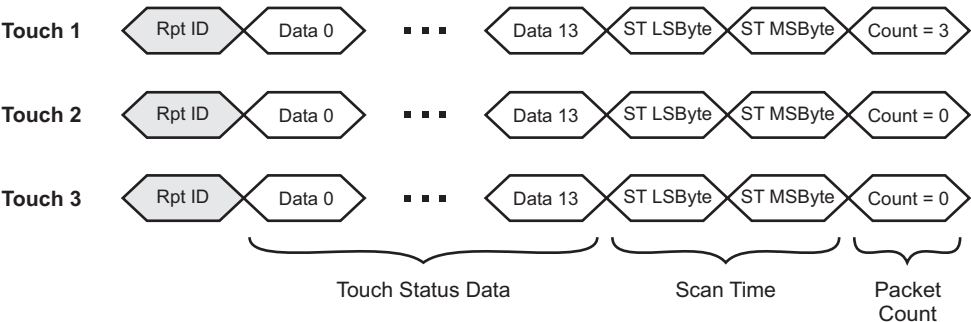 Touch 1 Rpt ID Data 0 Data 13 ST LSByte ST MSByte Count = 3
Touch 2 Rpt ID Data 0 Data 13 ST LSByte ST MSByte Count = 0
Touch 3 Rpt ID Data 0 Data 13 ST LSByte ST MSByte Count = 0
Touch Status Data Scan Time Packet
Count